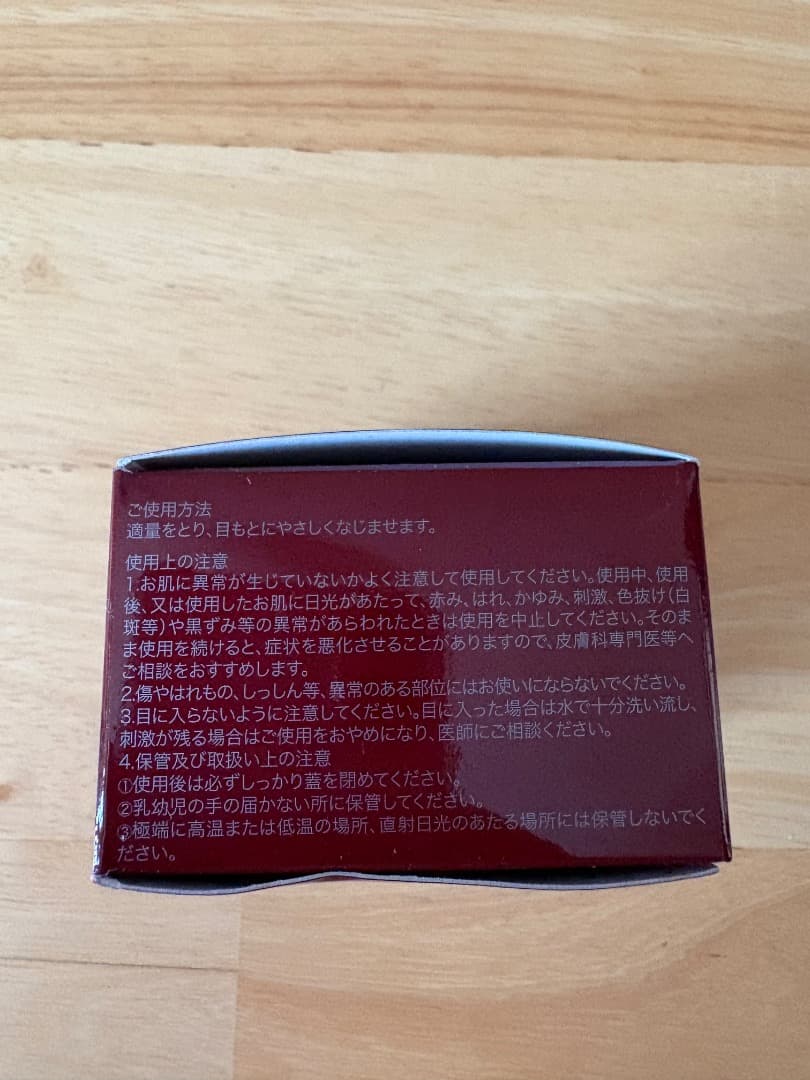 ご使用方法
適量をとり、目もとにやさしくなじませます。
使用上の注意
1.お肌に異常が生じていないかよく注意して使用してください。使用中、使用
後、又は使用したお肌に日光があたって、赤み、はれ、かゆみ、刺激、色抜け(白
斑等)や黒ずみ等の異常があらわれたときは使用を中止してください。そのま
ま使用を続けると、症状を悪化させることがありますので、皮膚科専門医等へ
ご相談をおすすめします。
2.傷やはれもの、しっしん等、異常のある部位にはお使いにならないでください。
3.目に入らないように注意してください。目に入った場合は水で十分洗い流し、
刺激が残る場合はご使用をおやめになり、医師にご相談ください。
4.保管及び取扱い上の注意
①使用後は必ずしっかり蓋を閉めてください。
②乳幼児の手の届かない所に保管してください。
③極端に高温または低温の場所、直射日光のあたる場所には保管しないでく
ださい。